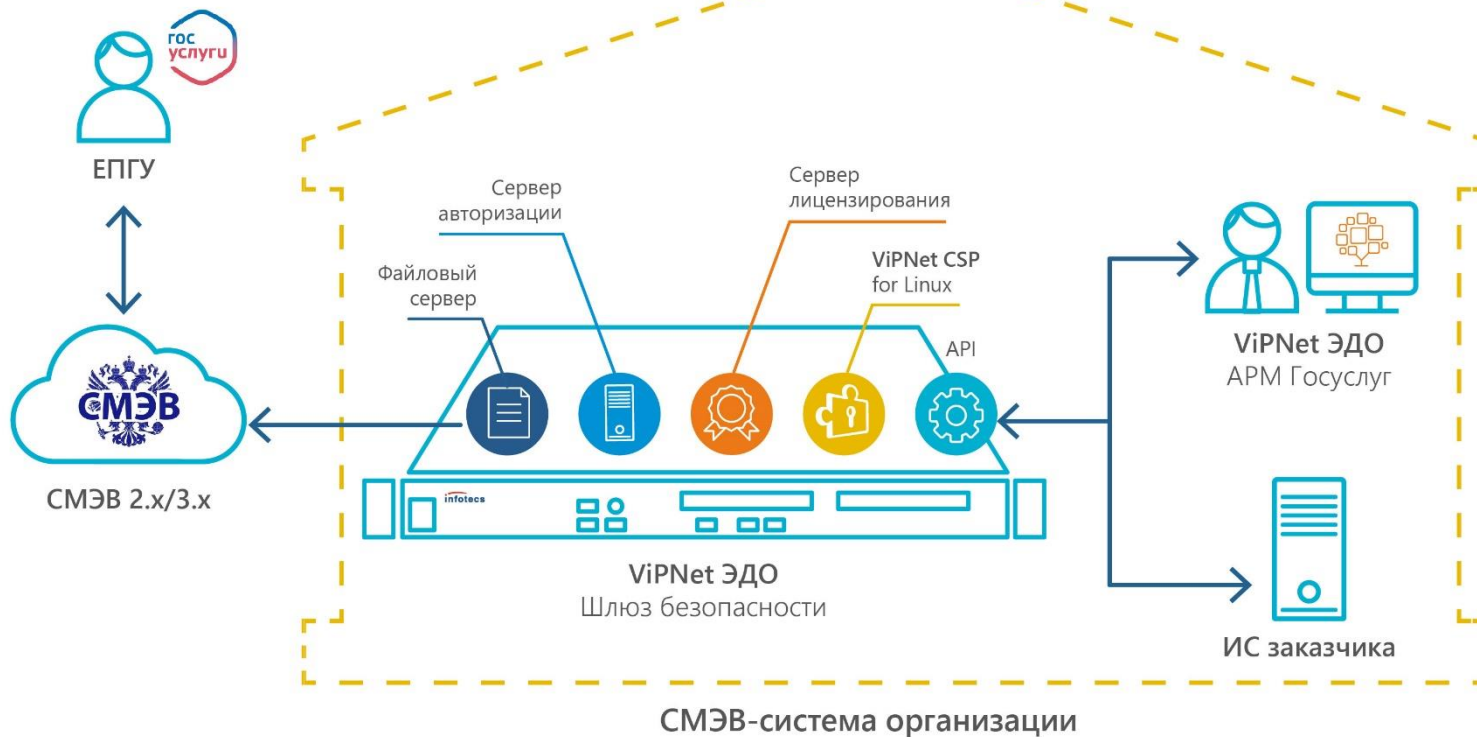 гос
услуги
ЕПГУ
СМЭВ
СМЭВ 2.x/3.x
Файловый
сервер
Сервер
авторизации
Сервер
лицензирования
ViPNet CSP
for Linux
API
infotecs
ViPNet ЭДО
Шлюз безопасности
ViPNet ЭДО
АРМ Госуслуг
ИС заказчика
СМЭВ-система организации